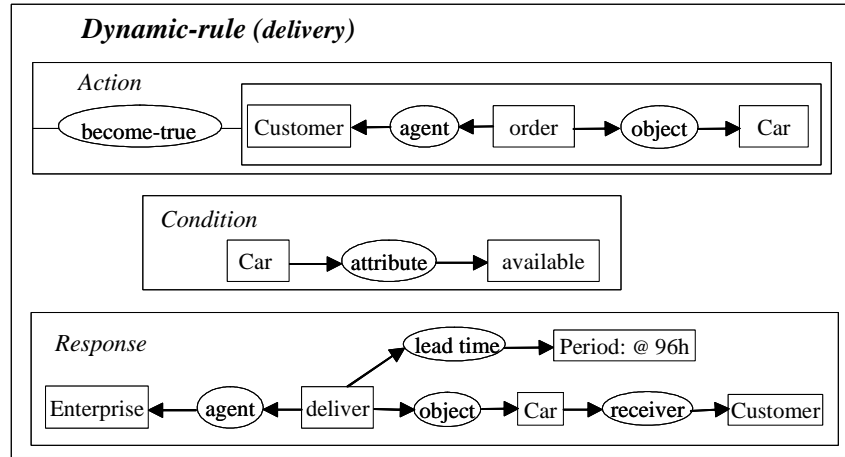 Dynamic-rule (delivery)
Action
become-true
Customer agent order object Car
Condition
Car attribute available
Response
lead time Period: @ 96h
Enterprise agent deliver object Car receiver Customer